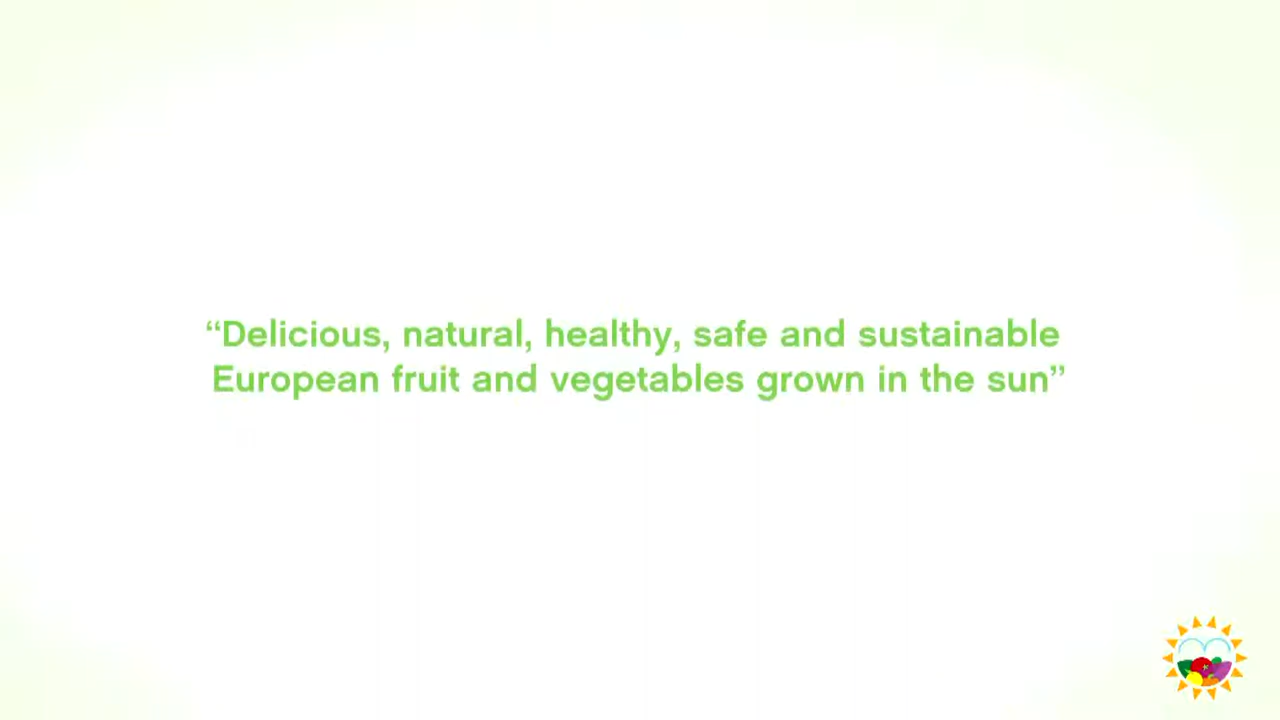 “Delicious, natural, healthy, safe and sustainable
European fruit and vegetables grown in the sun”